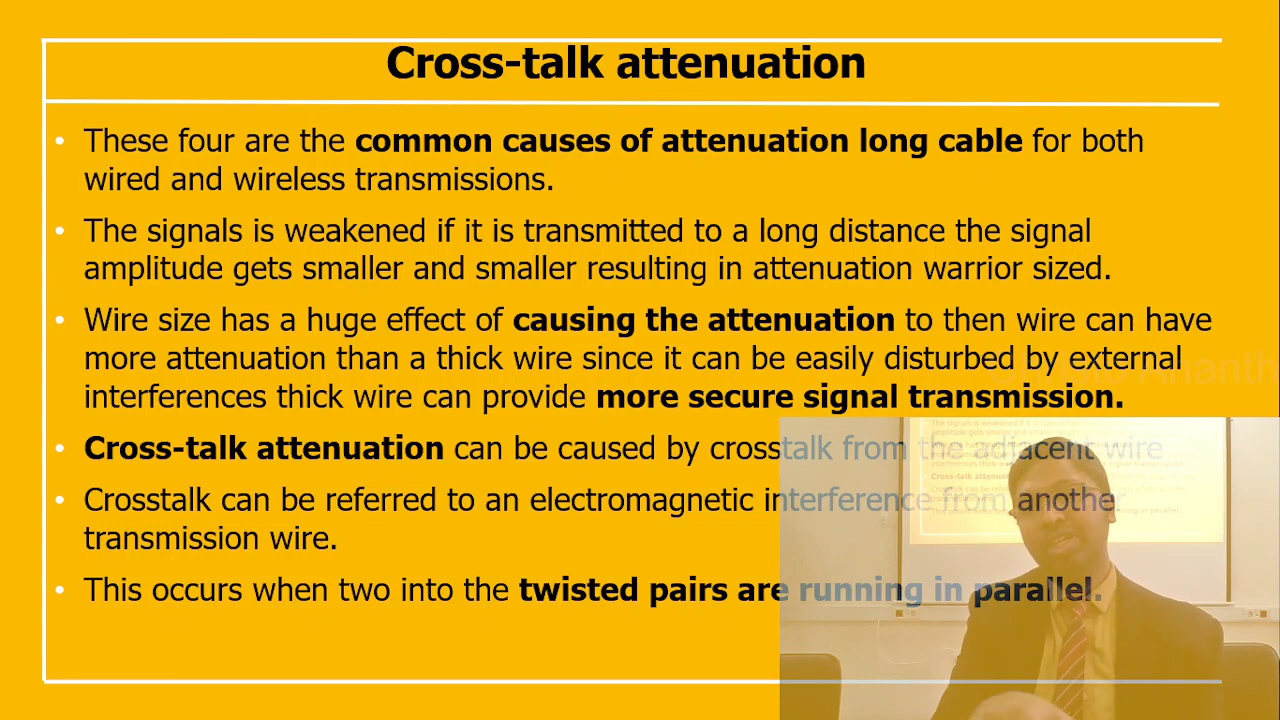 Cross-talk attenuation
• These four are the common causes of attenuation long cable for both
wired and wireless transmissions.
• The signals is weakened if it is transmitted to a long distance the signal
amplitude gets smaller and smaller resulting in attenuation warrior sized.
• Wire size has a huge effect of causing the attenuation to then wire can have
more attenuation than a thick wire since it can be easily disturbed by external
interferences thick wire can provide more secure signal transmission.
• Cross-talk attenuation can be caused by crosstalk from the adjacent wire
• Crosstalk can be referred to an electromagnetic interference from another
transmission wire.
• This occurs when two into the twisted pairs are running in parallel.